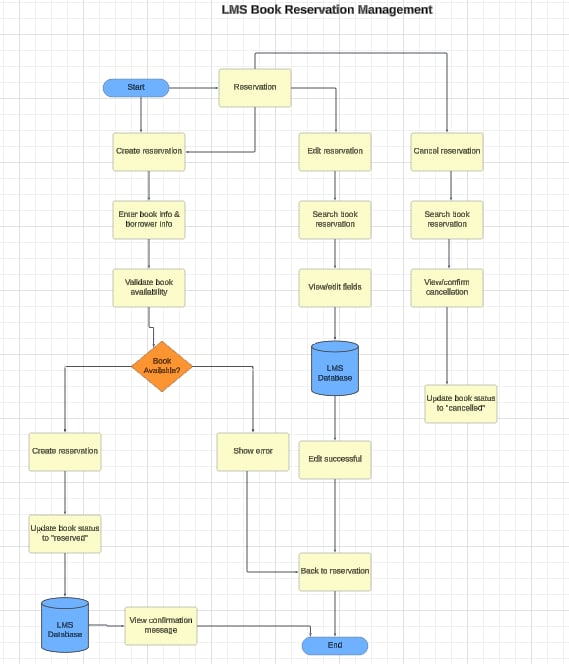 LMS Book Reservation Management
Start
Reservation
Create reservation
Edit reservation
Cancel reservation
Enter book info &
borrower info
Search book
reservation
Search book
reservation
Validate book
availability
View/edit fields
View/confirm
cancellation
Book
Available?
LMS
Database
Update book status
to "cancelled"
Create reservation
Show error
Edit successful
Update book status
to "reserved"
Back to reservation
LMS
Database
View confirmation
message
End